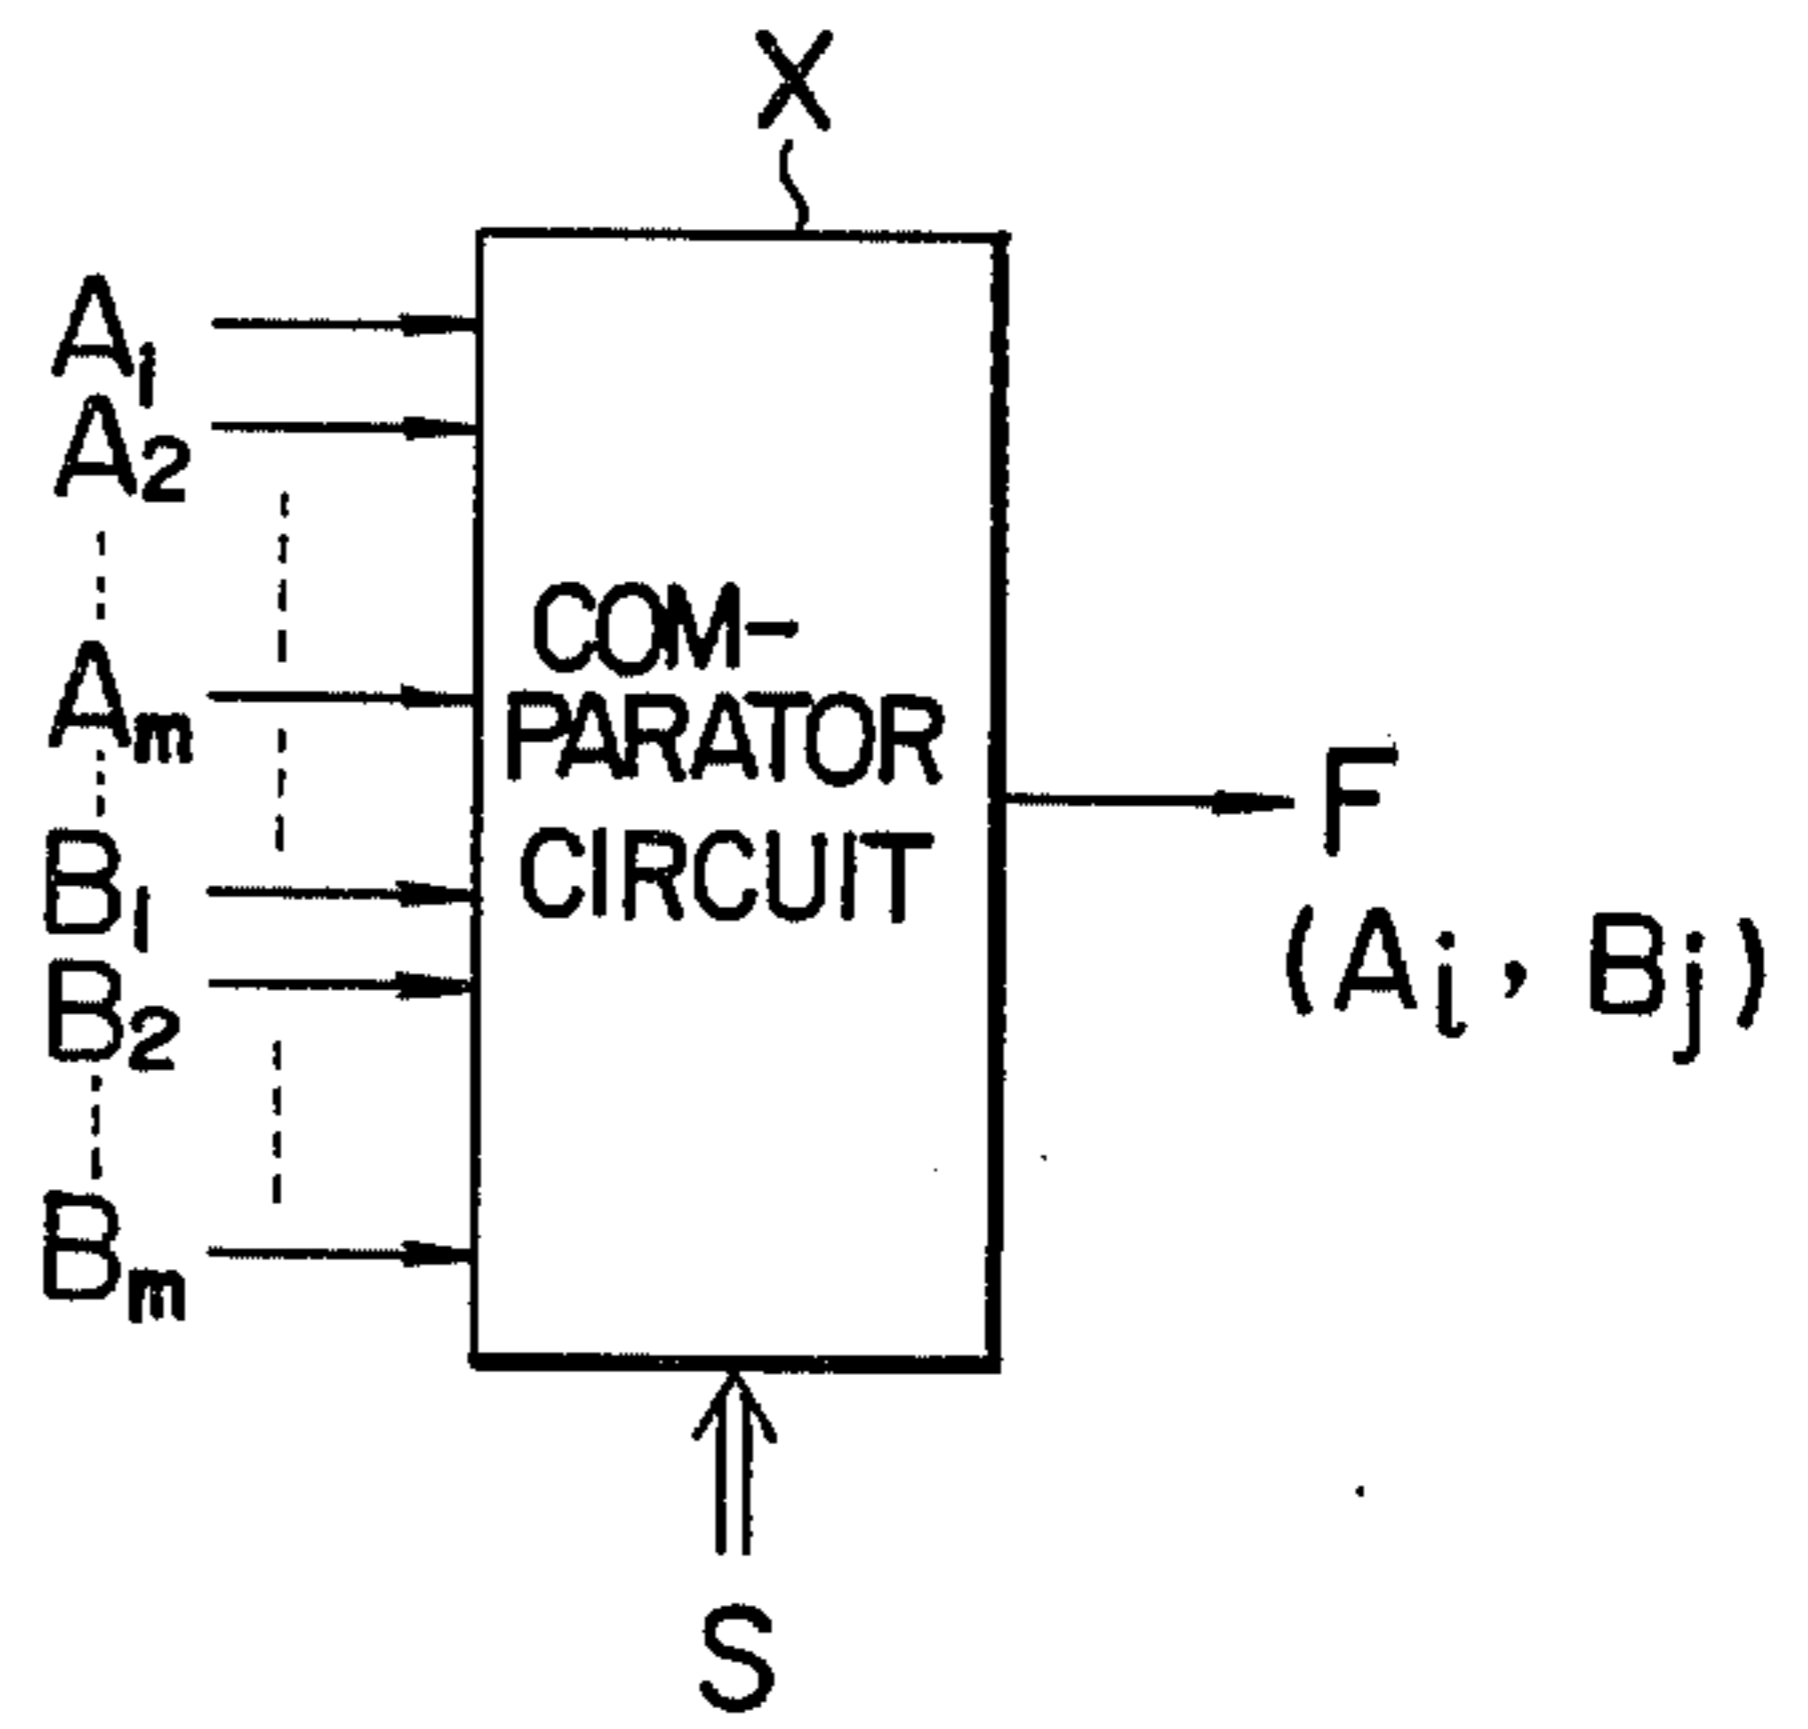 X
A1
A2
Am
B1
B2
Bm
COM-
PARATOR
CIRCUIT
F
(Ai, Bj)
S